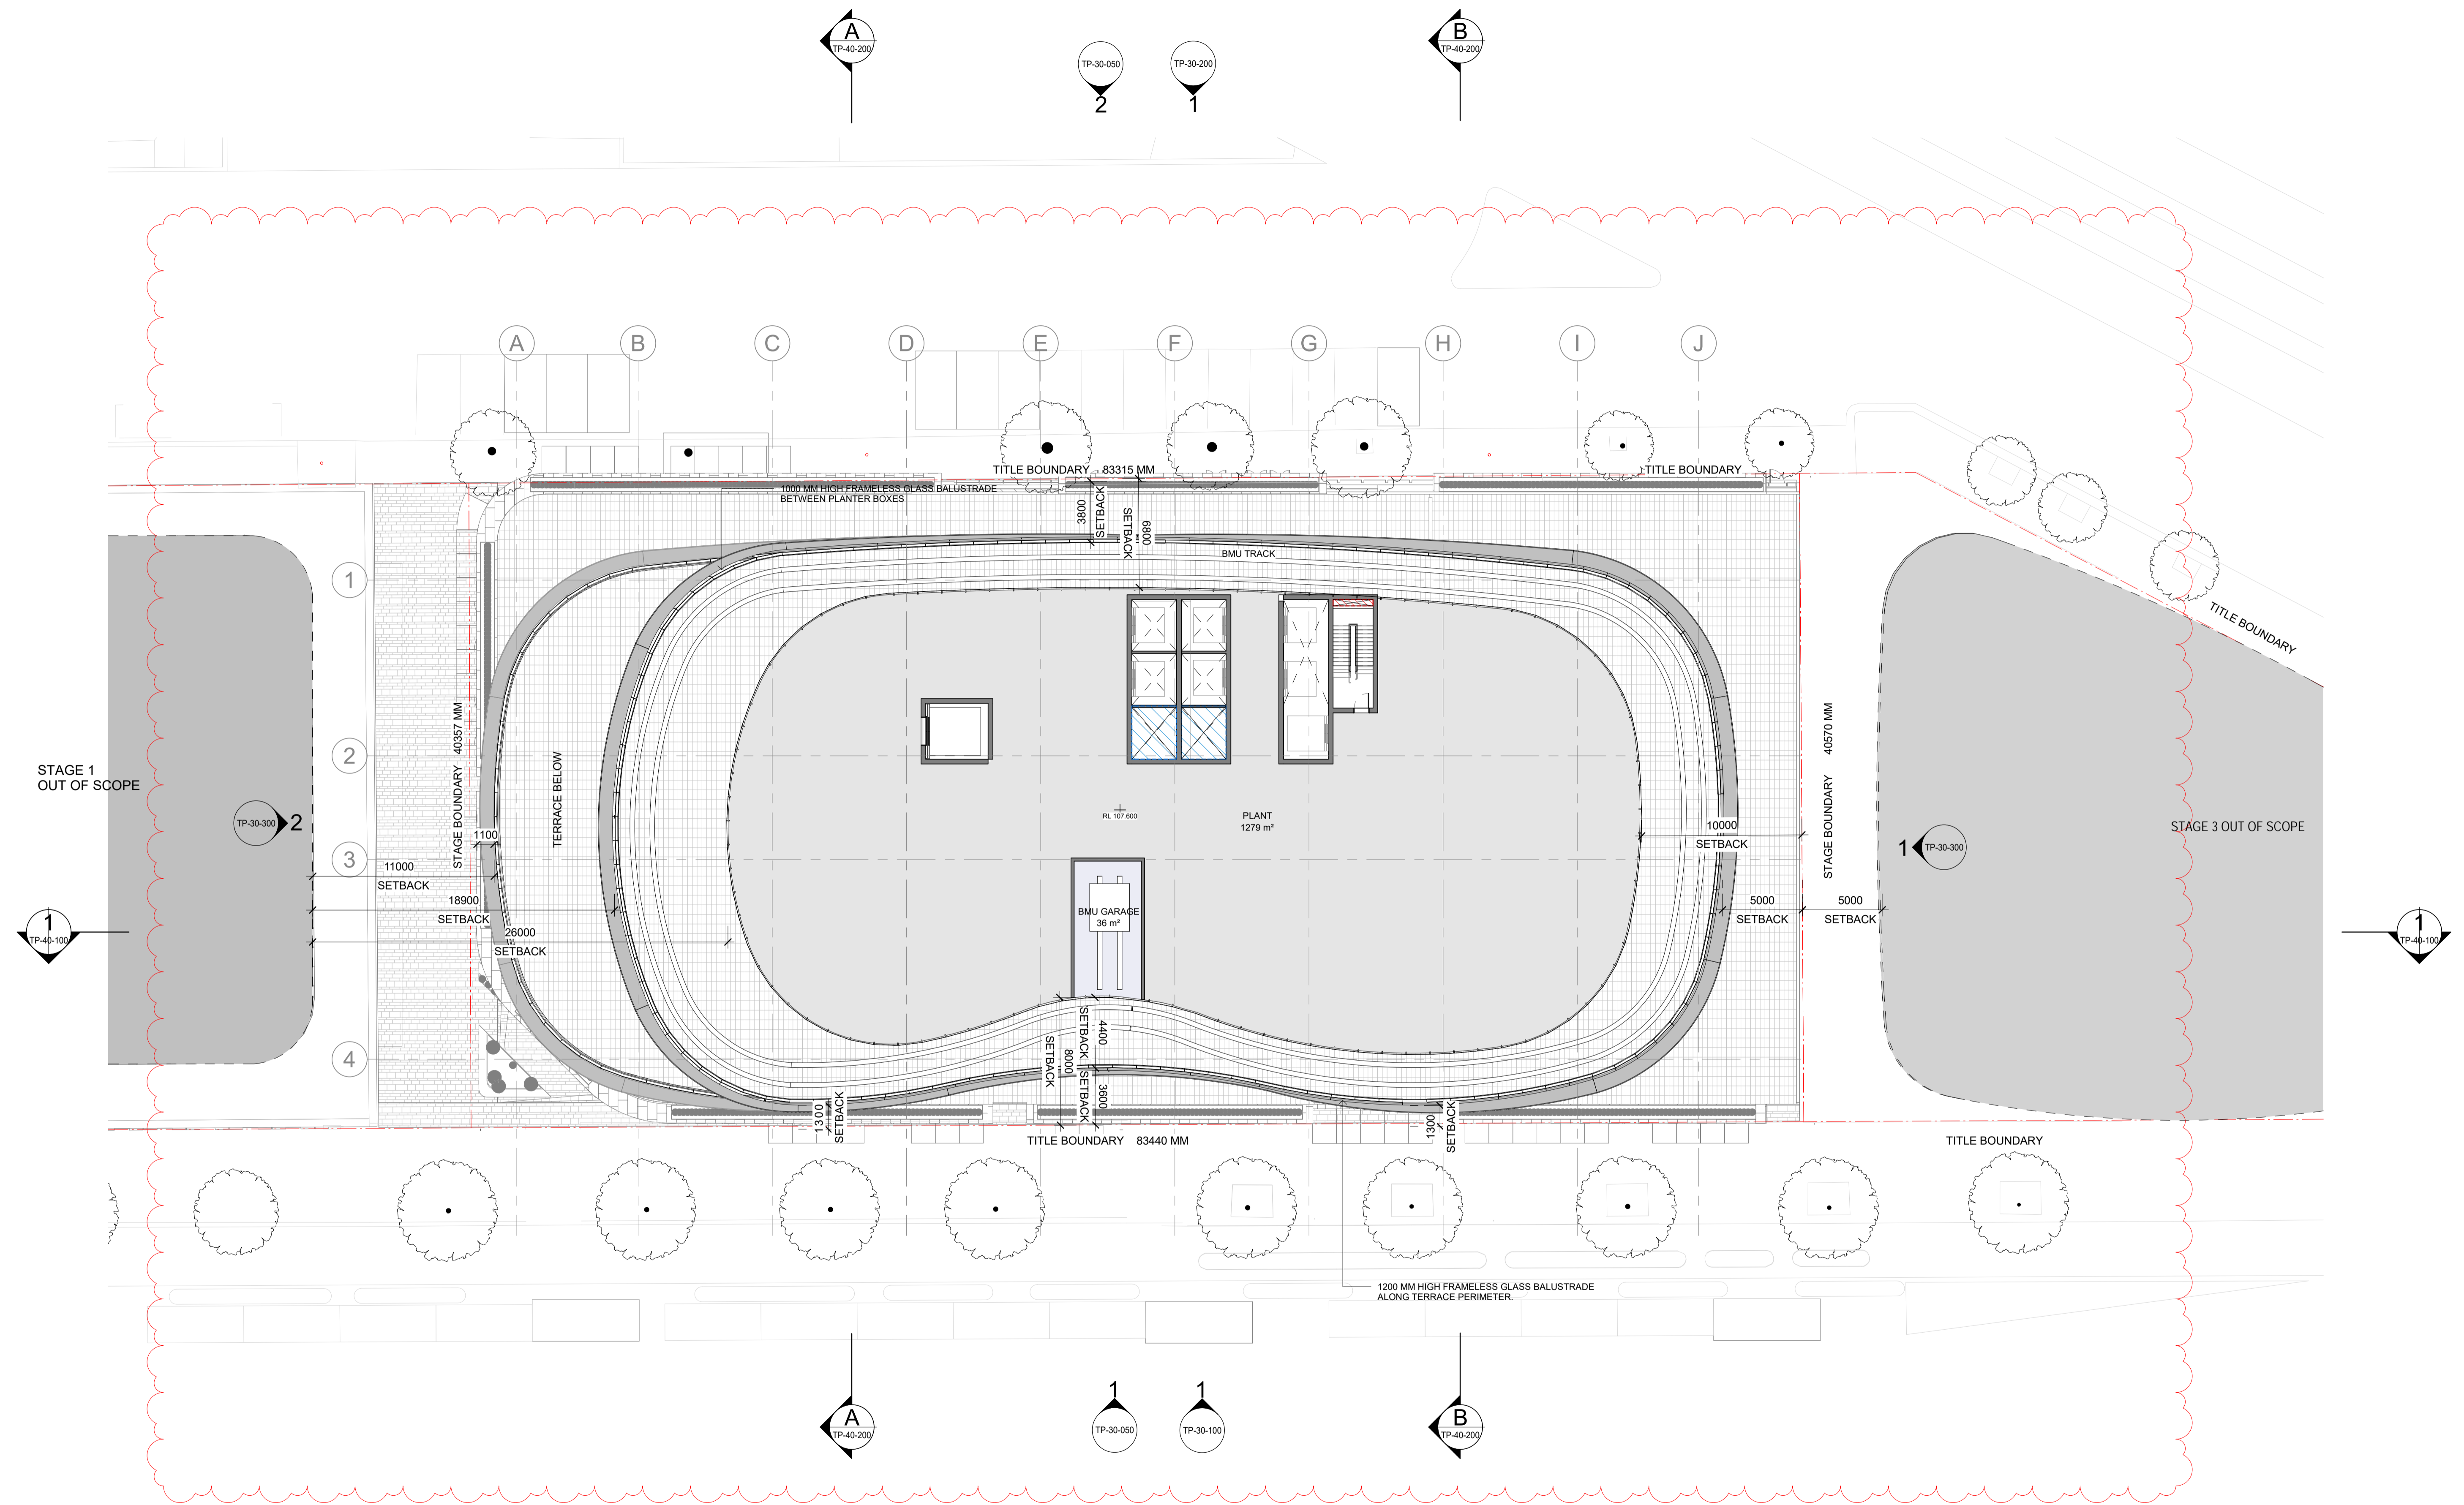 A
TP-40-200
TP-30-050
2
TP-30-200
1
B
TP-40-200
A
B
C
D
E
F
G
H
I
J
TITLE BOUNDARY 83315 MM
TITLE BOUNDARY
1000 MM HIGH FRAMELESS GLASS BALUSTRADE
BETWEEN PLANTER BOXES
3800
SETBACK
SETBACK
6800
BMU TRACK
1
TITLE BOUNDARY
STAGE BOUNDARY 40357 MM
STAGE BOUNDARY 40570 MM
2
STAGE 1
OUT OF SCOPE
TP-30-300
2
TERRACE BELOW
RL 107.600
PLANT
1279 m²
10000
SETBACK
1
TP-30-300
STAGE 3 OUT OF SCOPE
1100
3
11000
SETBACK
18900
SETBACK
26000
SETBACK
BMU GARAGE
36 m²
5000
SETBACK
5000
SETBACK
1
TP-40-100
1
TP-40-100
4
SETBACK
4400
SETBACK
8000
SETBACK
3600
1300
SETBACK
1300
SETBACK
TITLE BOUNDARY 83440 MM
TITLE BOUNDARY
1200 MM HIGH FRAMELESS GLASS BALUSTRADE
ALONG TERRACE PERIMETER.
A
TP-40-200
1
TP-30-050
1
TP-30-100
B
TP-40-200